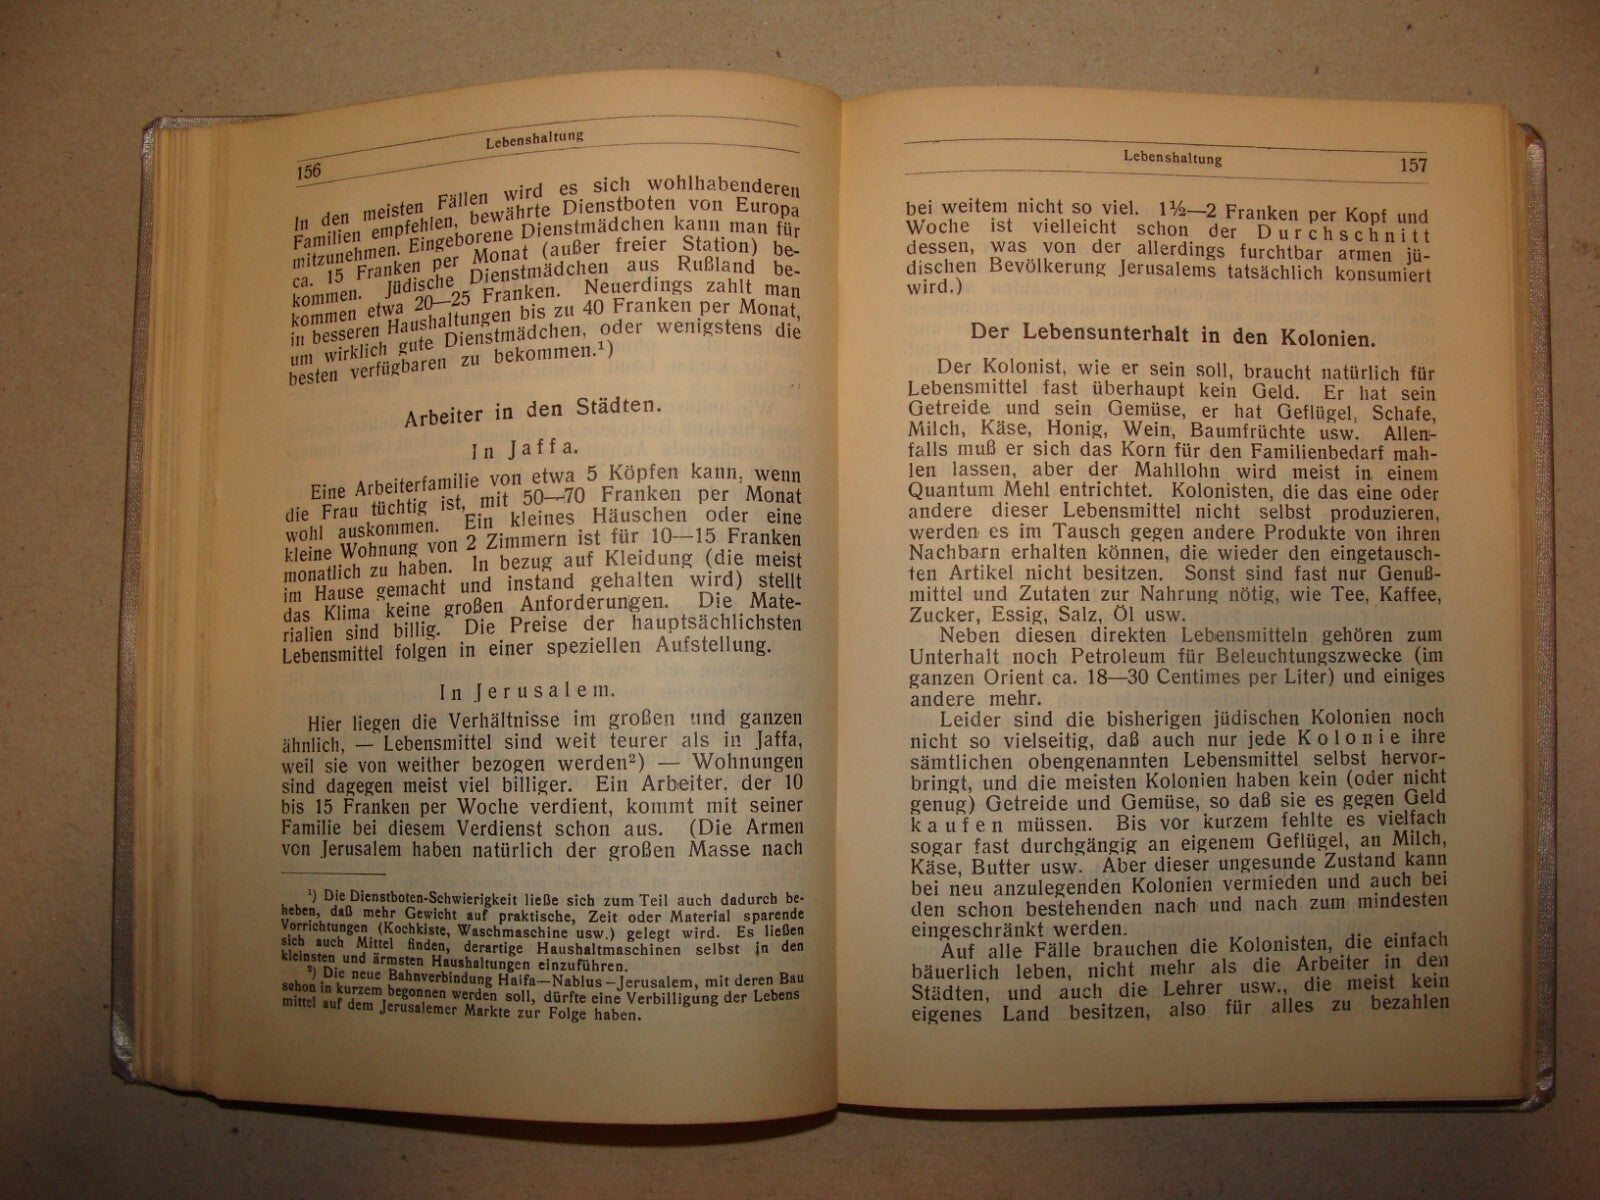 156
Lebenshaltung
In den meisten Fällen wird es sich wohlhabenderen
Familien empfehlen, bewährte Dienstboten von Europa
mitzunehmen. Eingeborene Dienstmädchen kann man für
ca. 15 Franken per Monat (außer freier Station) be-
kommen. Jüdische Dienstmädchen aus Rußland be-
kommen etwa 20—25 Franken. Neuerdings zahlt man
in besseren Haushaltungen bis zu 40 Franken per Monat,
um wirklich gute Dienstmädchen, oder wenigstens die
besten verfügbaren zu bekommen.¹)
Arbeiter in den Städten.
In Jaffa.
Eine Arbeiterfamilie von etwa 5 Köpfen kann, wenn
die Frau tüchtig ist, mit 50—70 Franken per Monat
wohl auskommen. Ein kleines Häuschen oder eine
kleine Wohnung von 2 Zimmern ist für 10—15 Franken
monatlich zu haben. In bezug auf Kleidung (die meist
im Hause gemacht und instand gehalten wird) stellt
das Klima keine großen Anforderungen. Die Mate-
rialien sind billig. Die Preise der hauptsächlichsten
Lebensmittel folgen in einer speziellen Aufstellung.
In Jerusalem.
Hier liegen die Verhältnisse im großen und ganzen
ähnlich, — Lebensmittel sind weit teurer als in Jaffa,
weil sie von weither bezogen werden²) — Wohnungen
sind dagegen meist viel billiger. Ein Arbeiter, der 10
bis 15 Franken per Woche verdient, kommt mit seiner
Familie bei diesem Verdienst schon aus. (Die Armen
von Jerusalem haben natürlich der großen Masse nach
¹) Die Dienstboten-Schwierigkeit ließe sich zum Teil auch dadurch be-
heben, daß mehr Gewicht auf praktische, Zeit oder Material sparende
Vorrichtungen (Kochkiste, Waschmaschine usw.) gelegt wird. Es ließen
sich auch Mittel finden, derartige Haushaltmaschinen selbst in den
kleinsten und ärmsten Haushaltungen einzuführen.
²) Die neue Bahnverbindung Haifa—Nablus—Jerusalem, mit deren Bau
schon in kurzem begonnen werden soll, dürfte eine Verbilligung der Lebens
mittel auf dem Jerusalemer Markte zur Folge haben.
Lebenshaltung
157
bei weitem nicht so viel. 1½—2 Franken per Kopf und
Woche ist vielleicht schon der Durchschnitt
dessen, was von der allerdings furchtbar armen jü-
dischen Bevölkerung Jerusalems tatsächlich konsumiert
wird.)
Der Lebensunterhalt in den Kolonien.
Der Kolonist, wie er sein soll, braucht natürlich für
Lebensmittel fast überhaupt kein Geld. Er hat sein
Getreide und sein Gemüse, er hat Geflügel, Schafe,
Milch, Käse, Honig, Wein, Baumfrüchte usw. Allen-
falls muß er sich das Korn für den Familienbedarf mah-
len lassen, aber der Mahllohn wird meist in einem
Quantum Mehl entrichtet. Kolonisten, die das eine oder
andere dieser Lebensmittel nicht selbst produzieren,
werden es im Tausch gegen andere Produkte von ihren
Nachbarn erhalten können, die wieder den eingetausch-
ten Artikel nicht besitzen. Sonst sind fast nur Genuß-
mittel und Zutaten zur Nahrung nötig, wie Tee, Kaffee,
Zucker, Essig, Salz, Öl usw.
Neben diesen direkten Lebensmitteln gehören zum
Unterhalt noch Petroleum für Beleuchtungszwecke (im
ganzen Orient ca. 18—30 Centimes per Liter) und einiges
andere mehr.
Leider sind die bisherigen jüdischen Kolonien noch
nicht so vielseitig, daß auch nur jede Kolonie ihre
sämtlichen obengenannten Lebensmittel selbst hervor-
bringt, und die meisten Kolonien haben kein (oder nicht
genug) Getreide und Gemüse, so daß sie es gegen Geld
kaufen müssen. Bis vor kurzem fehlte es vielfach
sogar fast durchgängig an eigenem Geflügel, an Milch,
Käse, Butter usw. Aber dieser ungesunde Zustand kann
bei neu anzulegenden Kolonien vermieden und auch bei
den schon bestehenden nach und nach zum mindesten
eingeschränkt werden.
Auf alle Fälle brauchen die Kolonisten, die einfach
bäuerlich leben, nicht mehr als die Arbeiter in den
Städten, und auch die Lehrer usw., die meist kein
eigenes Land besitzen, also für alles zu bezahlen